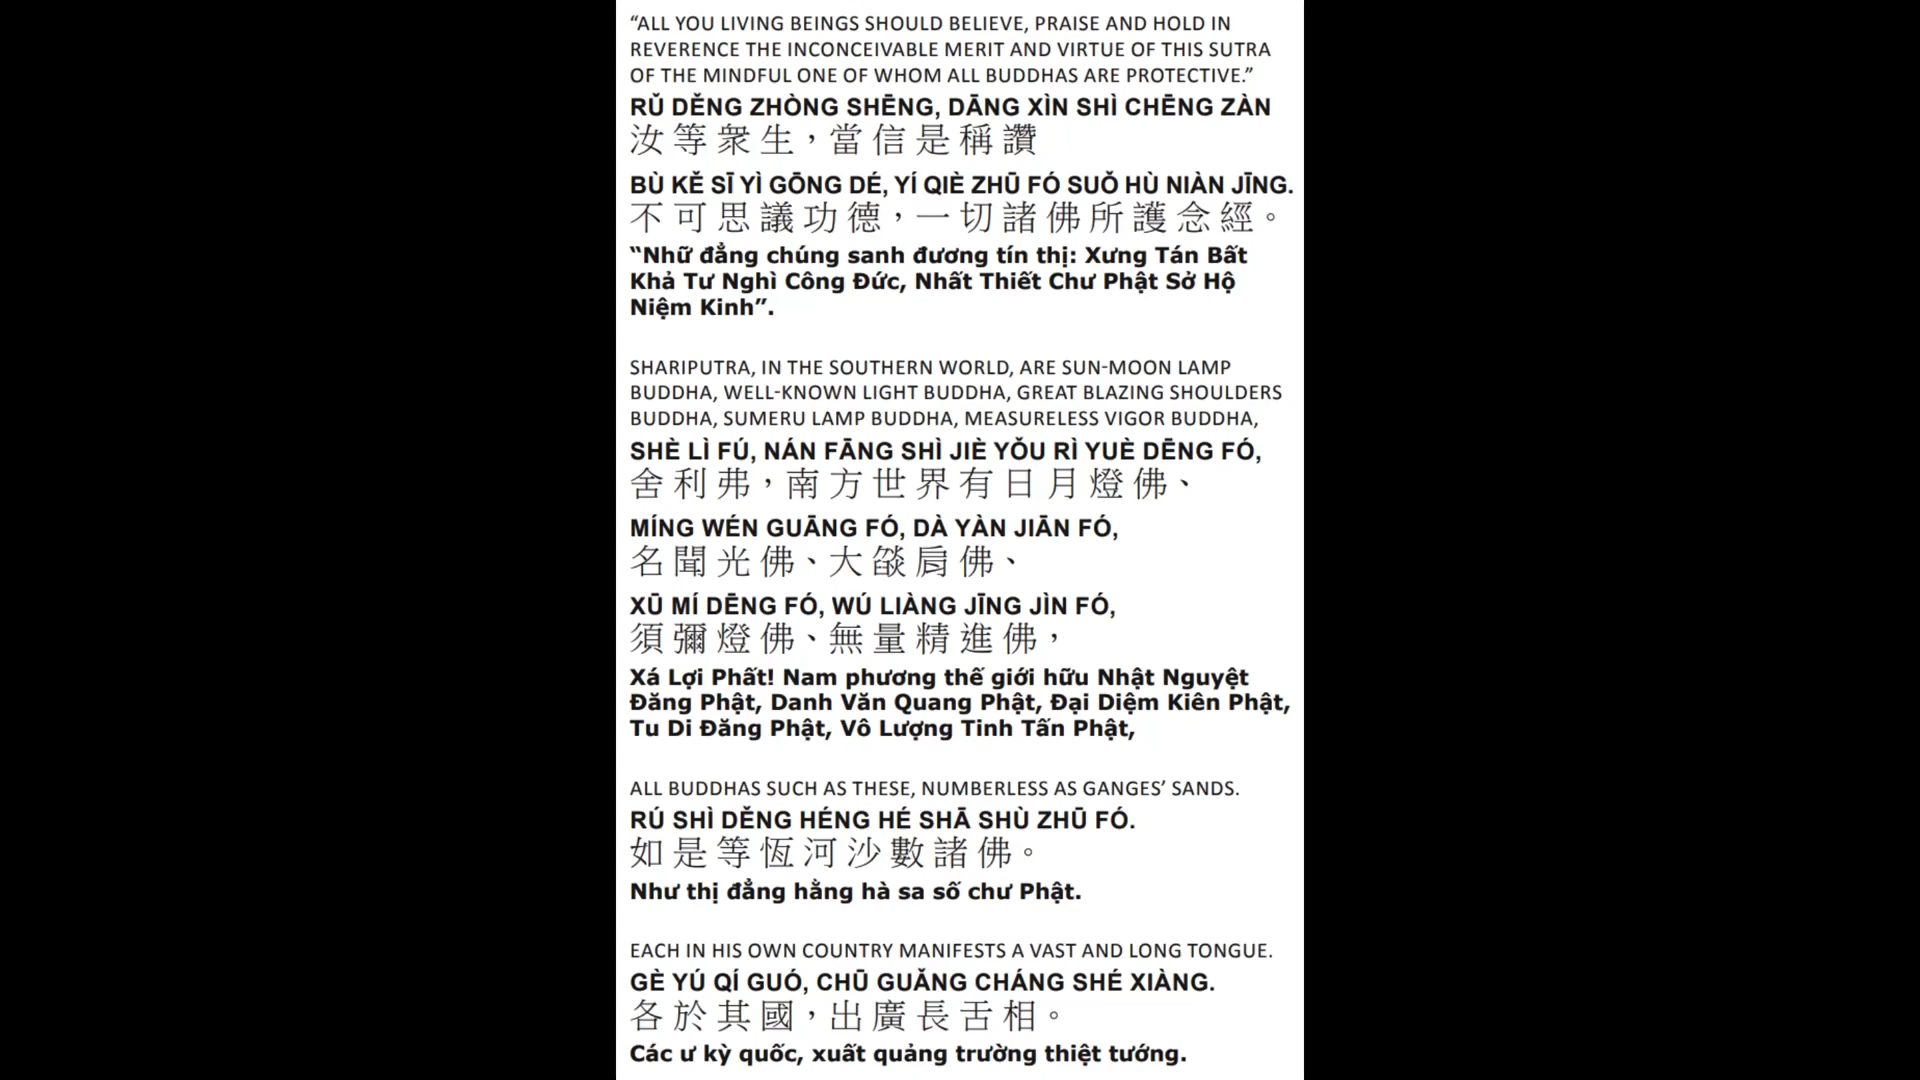 “ALL YOU LIVING BEINGS SHOULD BELIEVE, PRAISE AND HOLD IN
REVERENCE THE INCONCEIVABLE MERIT AND VIRTUE OF THIS SUTRA
OF THE MINDFUL ONE OF WHOM ALL BUDDHAS ARE PROTECTIVE.”
RǓ DĚNG ZHÒNG SHĒNG, DĀNG XÌN SHÌ CHĒNG ZÀN
汝等衆生，當信是稱讚
BÙ KĚ SĪ YÌ GŌNG DÉ, YÍ QIÈ ZHŪ FÓ SUǑ HÙ NIÀN JĪNG.
不可思議功德，一切諸佛所護念經。
“Nhữ đẳng chúng sanh đương tín thị: Xưng Tán Bất
Khả Tư Nghì Công Đức, Nhất Thiết Chư Phật Sở Hộ
Niệm Kinh”.
SHARIPUTRA, IN THE SOUTHERN WORLD, ARE SUN-MOON LAMP
BUDDHA, WELL-KNOWN LIGHT BUDDHA, GREAT BLAZING SHOULDERS
BUDDHA, SUMERU LAMP BUDDHA, MEASURELESS VIGOR BUDDHA,
SHÈ LÌ FÚ, NÁN FĀNG SHÌ JIÈ YǑU RÌ YUÈ DĒNG FÓ,
舍利弗，南方世界有日月燈佛、
MÍNG WÉN GUĀNG FÓ, DÀ YÀN JIĀN FÓ,
名聞光佛、大燄肩佛、
XŪ MÍ DĒNG FÓ, WÚ LIÀNG JĪNG JÌN FÓ,
須彌燈佛、無量精進佛，
Xá Lợi Phất! Nam phương thế giới hữu Nhật Nguyệt
Đăng Phật, Danh Văn Quang Phật, Đại Diệm Kiên Phật,
Tu Di Đăng Phật, Vô Lượng Tinh Tấn Phật,
ALL BUDDHAS SUCH AS THESE, NUMBERLESS AS GANGES’ SANDS.
RÚ SHÌ DĚNG HÉNG HÉ SHĀ SHÙ ZHŪ FÓ.
如是等恆河沙數諸佛。
Như thị đẳng hằng hà sa số chư Phật.
EACH IN HIS OWN COUNTRY MANIFESTS A VAST AND LONG TONGUE.
GÈ YÚ QÍ GUÓ, CHŪ GUǍNG CHÁNG SHÉ XIÀNG.
各於其國，出廣長舌相。
Các ư kỳ quốc, xuất quảng trường thiệt tướng.